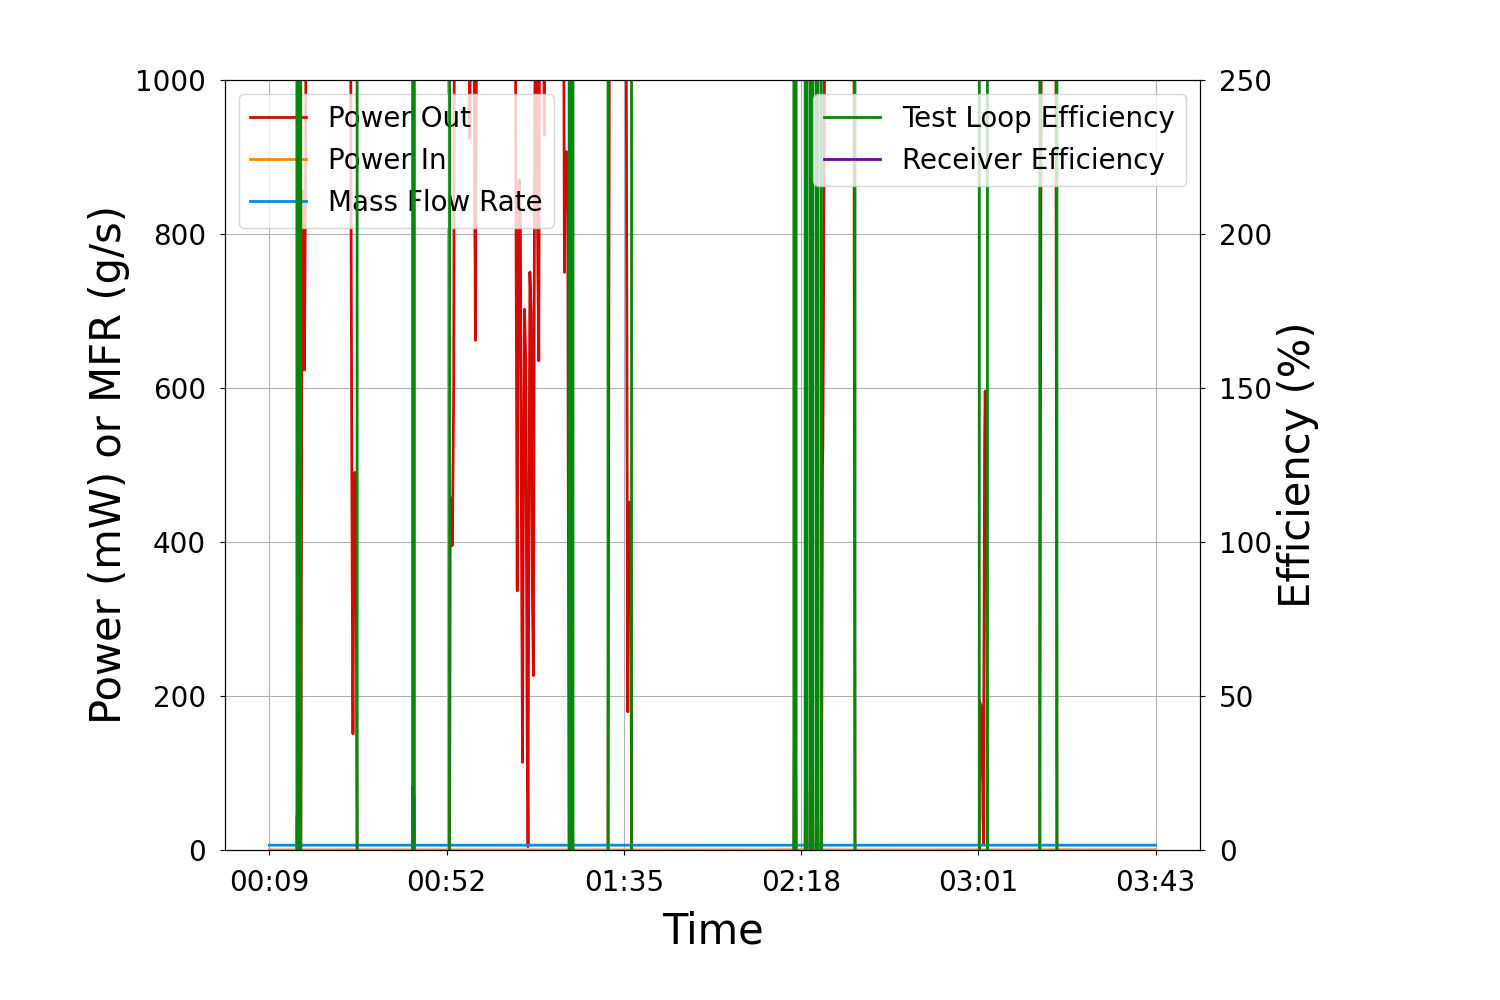 1000
800
600
400
200
0
Power (mW) or MFR (g/s)
Power Out
Power In
Mass Flow Rate
Test Loop Efficiency
Receiver Efficiency
250
200
150
100
50
0
Efficiency (%)
00:09 00:52 01:35 02:18 03:01 03:43
Time